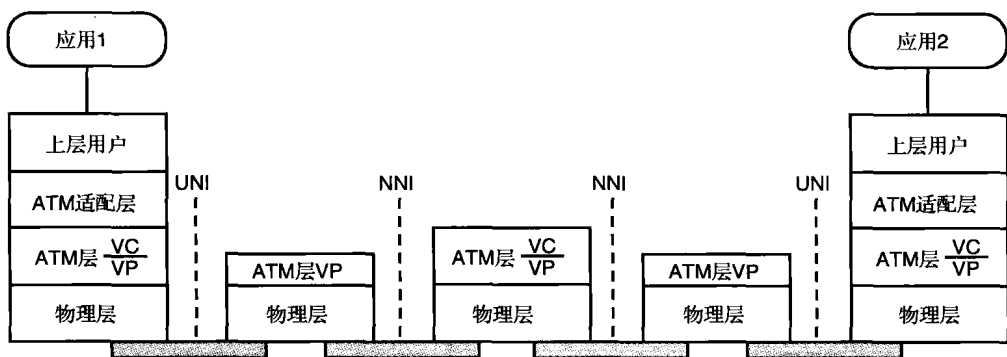 应用1
应用2
上层用户
上层用户
UNI
NNI
NNI
UNI
ATM适配层
ATM适配层
ATM层 VC
VP
ATM层VP
ATM层 VC
VP
ATM层VP
ATM层 VC
VP
物理层
物理层
物理层
物理层
物理层